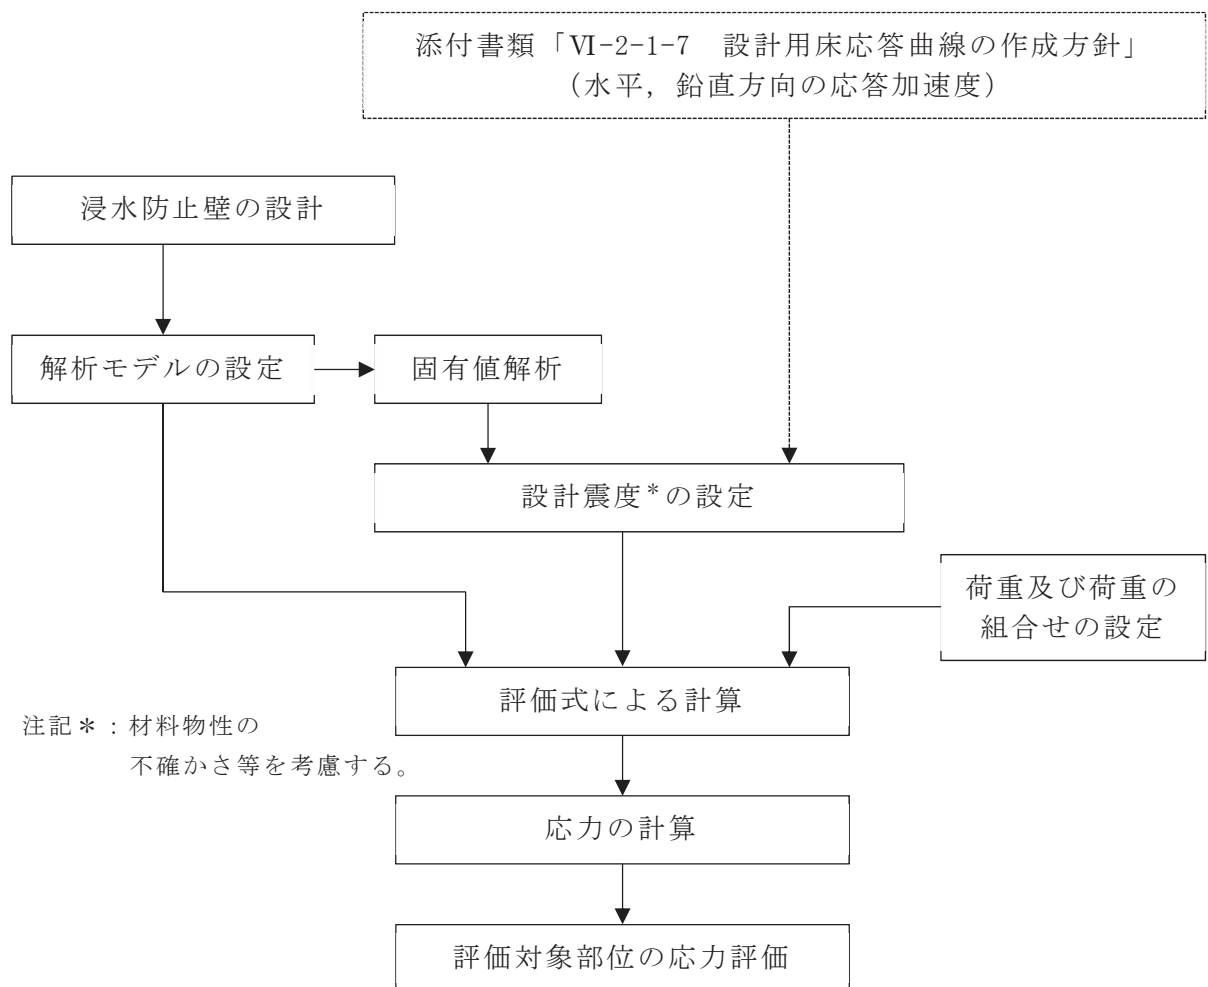 添付書類「Ⅵ-2-1-7 設計用床応答曲線の作成方針」
（水平，鉛直方向の応答加速度）
浸水防止壁の設計
解析モデルの設定
固有値解析
設計震度*の設定
荷重及び荷重の
組合せの設定
評価式による計算
注記＊：材料物性の
不確かさ等を考慮する。
応力の計算
評価対象部位の応力評価